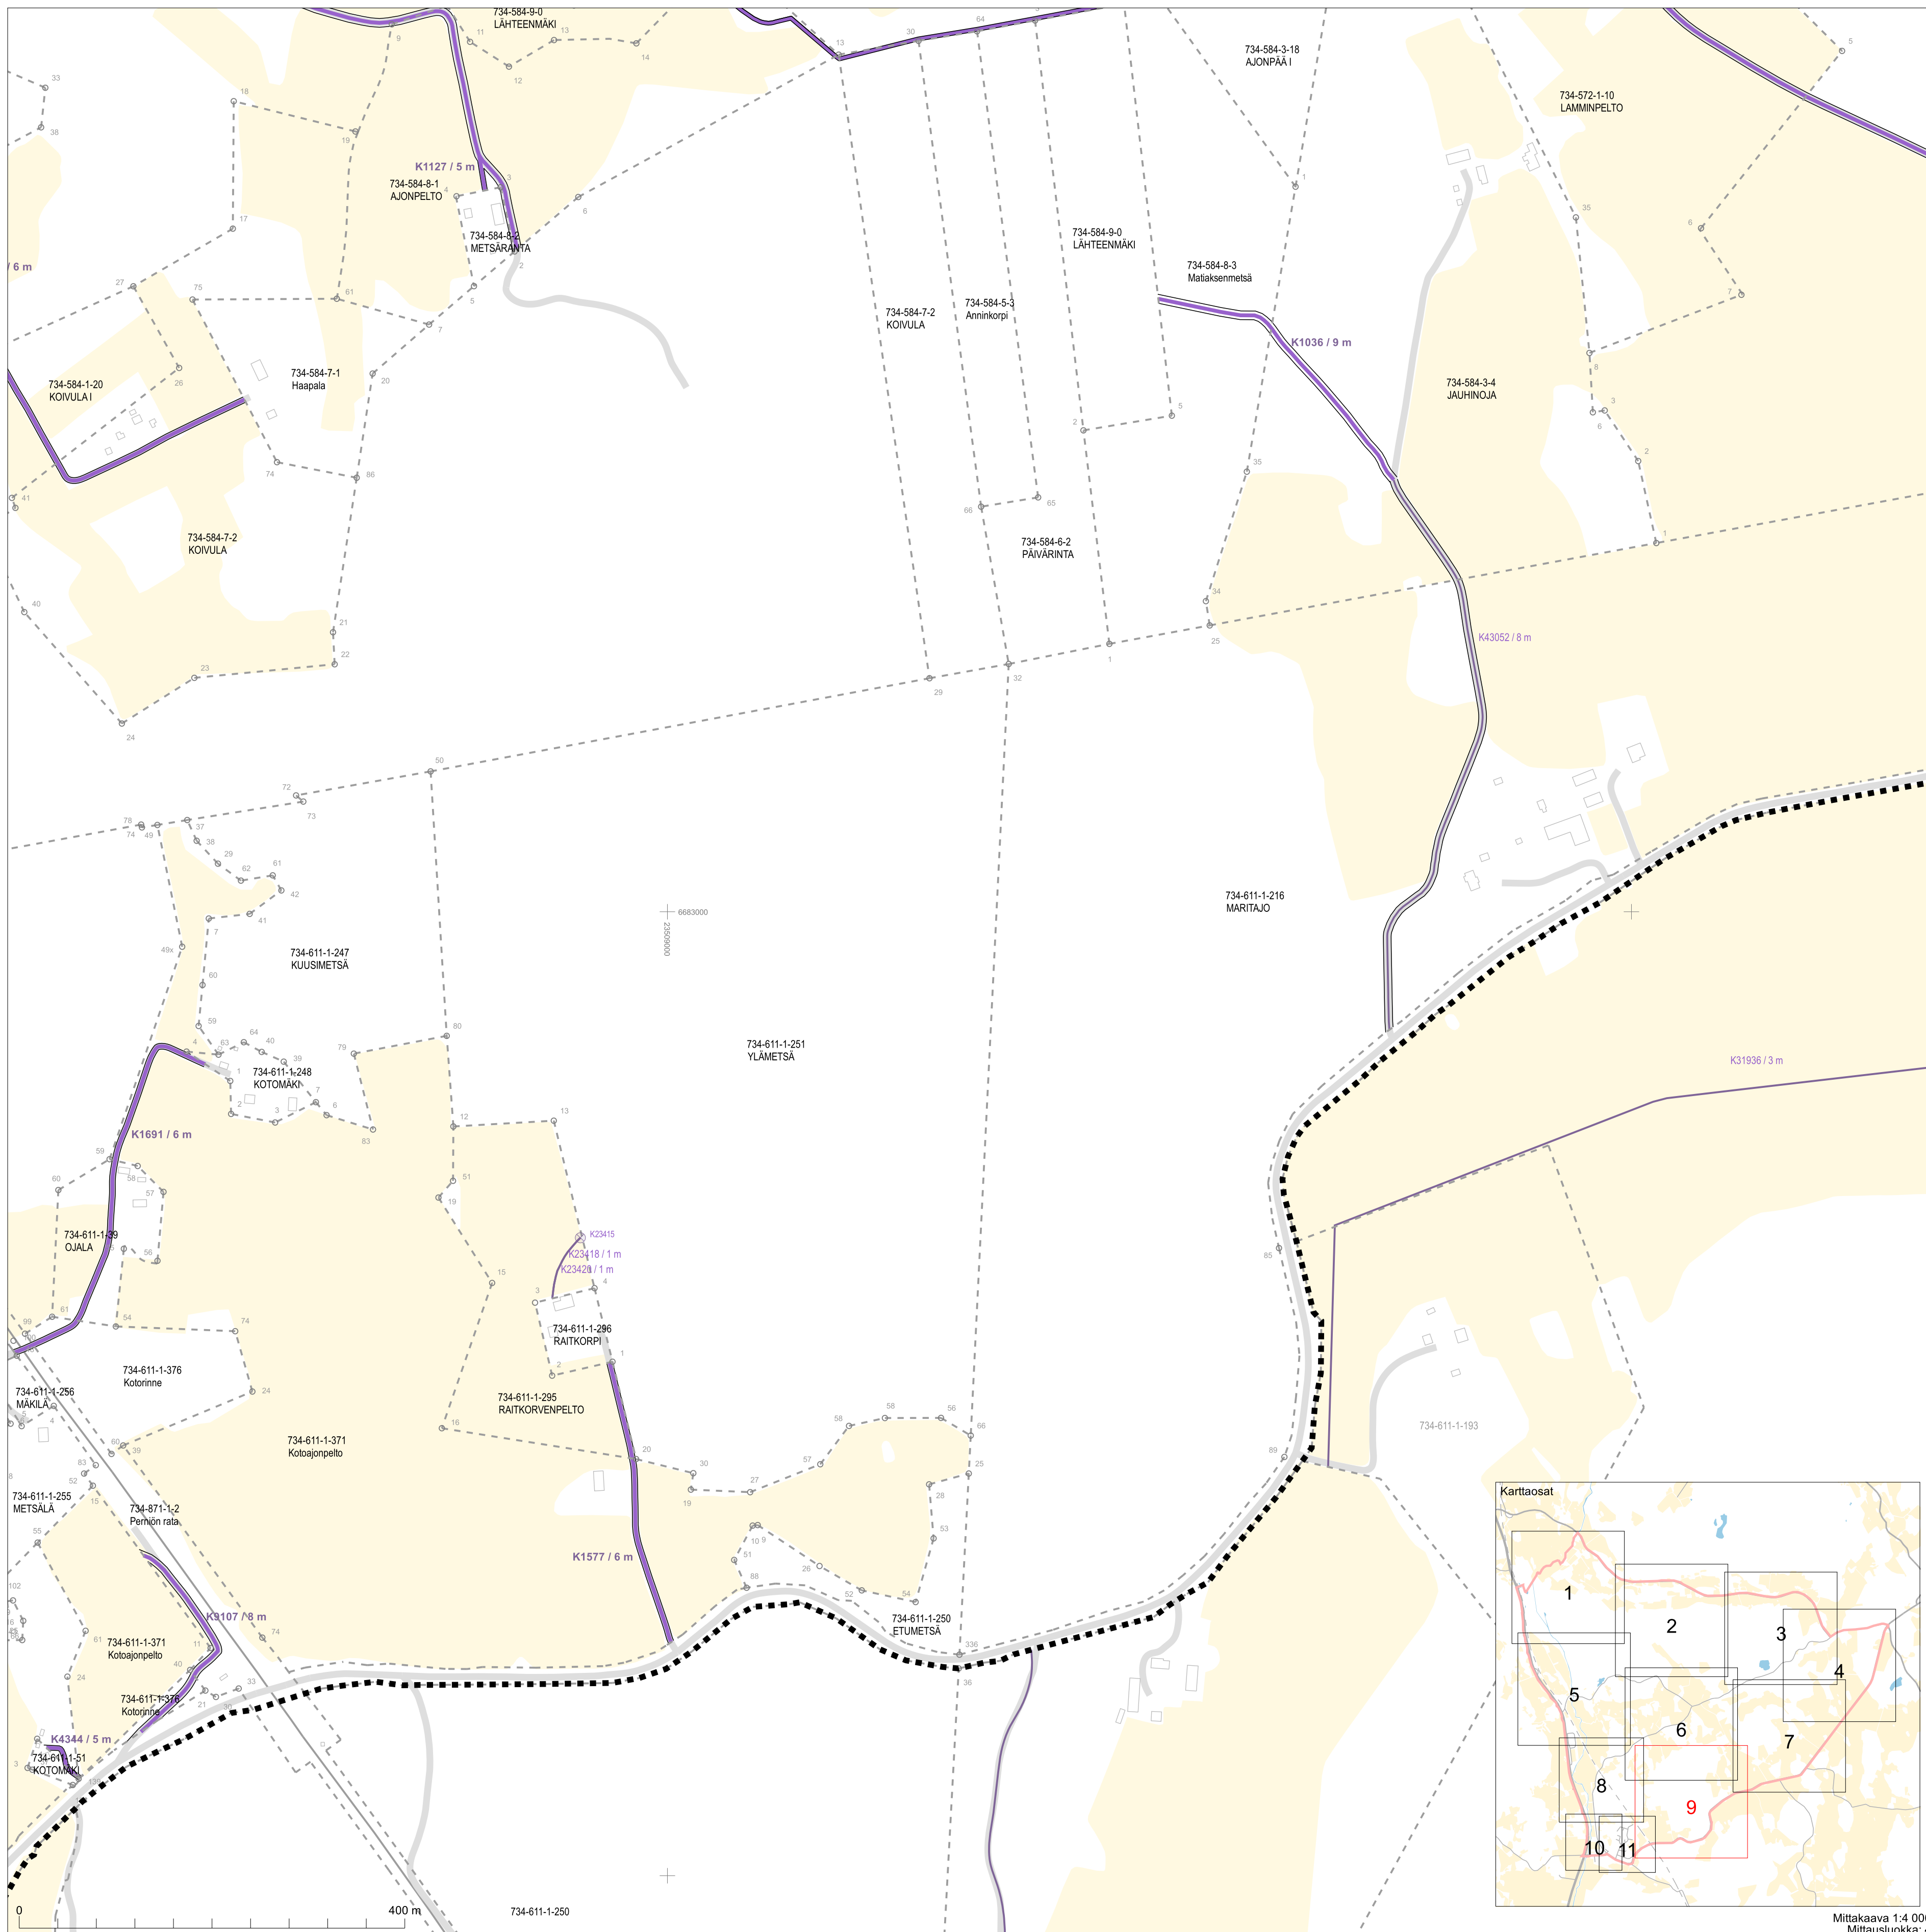 734-584-9-0
LÄHTEENMÄKI
734-584-3-18
AJONPÄÄ I
734-572-1-10
LAMMINPELTO
K1127 / 5 m
734-584-8-1
AJONPELTO
734-584-8-2
METSÄRANTA
734-584-9-0
LÄHTEENMÄKI
/ 6 m
734-584-8-3
Matiaksenmetsä
734-584-5-3
Anninkorpi
734-584-7-2
KOIVULA
K1036 / 9 m
734-584-1-20
KOIVULA I
734-584-7-1
Haapala
734-584-3-4
JAUHINOJA
734-584-7-2
KOIVULA
734-584-6-2
PÄIVÄRINTA
K43052 / 8 m
734-611-1-216
MARITAJO
6683000
23509000
734-611-1-247
KUUSIMETSÄ
734-611-1-251
YLÄMETSÄ
734-611-1-248
KOTOMÄKI
K31936 / 3 m
K1691 / 6 m
734-611-1-39
OJALA
K23415
K23418 / 1 m
734-611-1-296
RAITKORPI
734-611-1-376
Kotorinne
734-611-1-256
MÄKILÄ
734-611-1-295
RAITKORVENPELTO
734-611-1-193
734-611-1-371
Kotoajonpelto
734-611-1-255
METSÄLÄ
734-871-1-2
Perniön rata
K1577 / 6 m
K9107 / 8 m
734-611-1-250
ETUMETSÄ
734-611-1-371
Kotoajonpelto
734-611-1-376
Kotorinne
K4344 / 5 m
734-611-1-51
KOTOMÄKI
734-611-1-250
0
400 m
Karttaosat
1
2
3
4
5
6
7
8
9
10
11
Mittakaava 1:4 000
Mittausluokka: